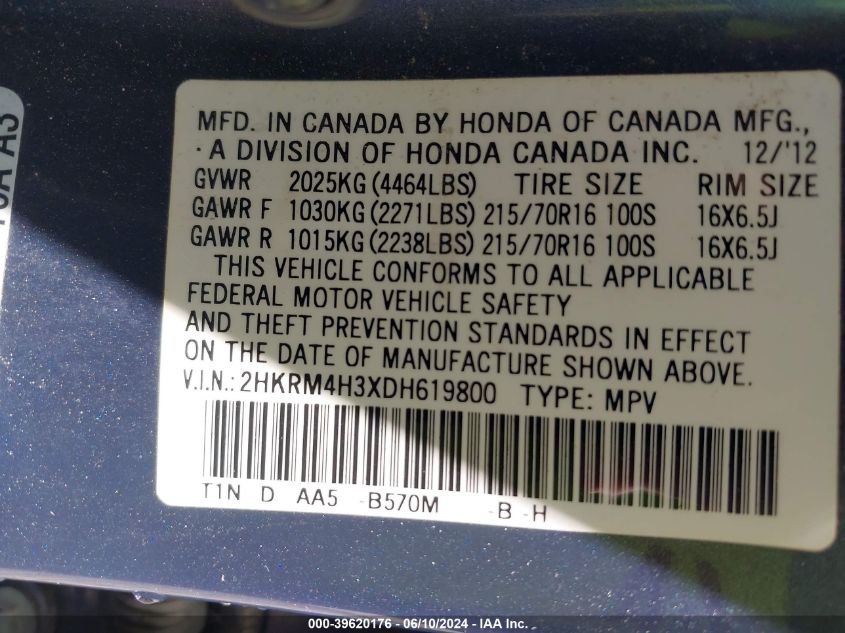 MFD. IN CANADA BY HONDA OF CANADA MFG.,
· A DIVISION OF HONDA CANADA INC. 12/'12
GVWR 2025KG (4464LBS) TIRE SIZE RIM SIZE
GAWR F 1030KG (2271LBS) 215/70R16 100S 16X6.5J
GAWR R 1015KG (2238LBS) 215/70R16 100S 16X6.5J
THIS VEHICLE CONFORMS TO ALL APPLICABLE
FEDERAL MOTOR VEHICLE SAFETY
AND THEFT PREVENTION STANDARDS IN EFFECT
ON THE DATE OF MANUFACTURE SHOWN ABOVE.
V.I.N.: 2HKRM4H3XDH619800 TYPE: MPV
T1N D AA5 -B570M -B -H
000-39620176 - 06/10/2024 - IAA Inc.